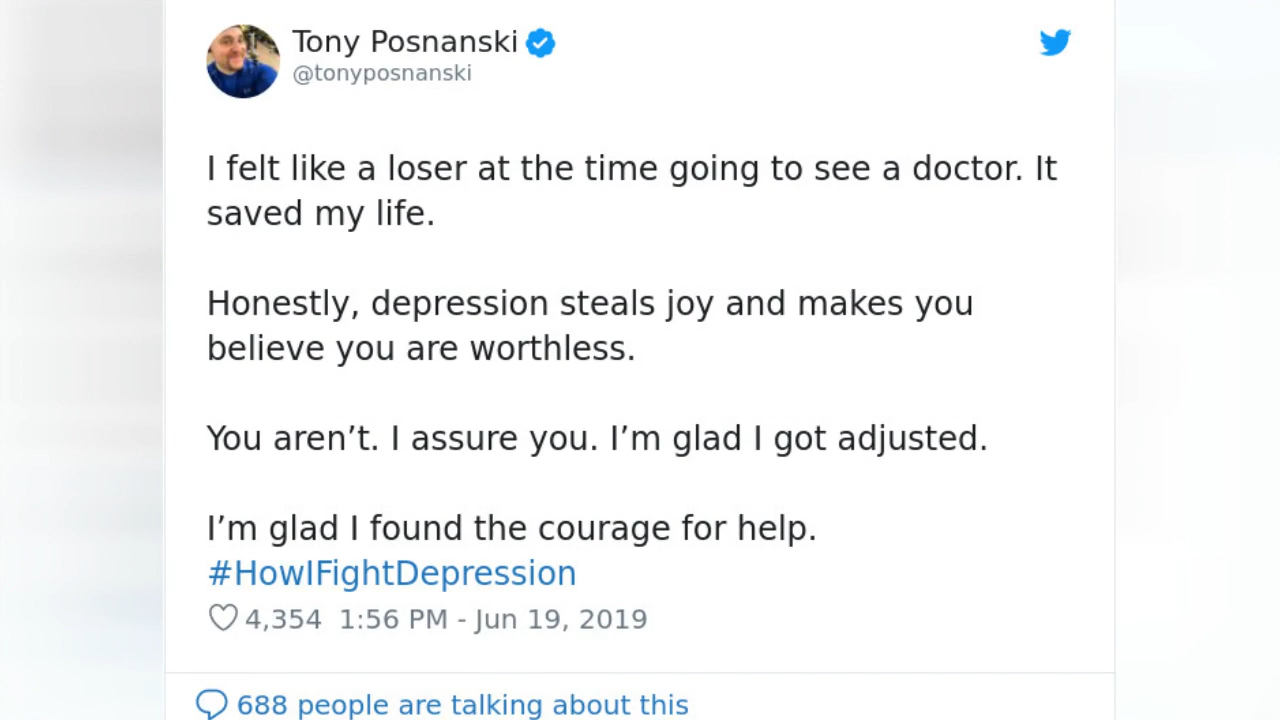 Tony Posnanski
@tonyposnanski
I felt like a loser at the time going to see a doctor. It
saved my life.
Honestly, depression steals joy and makes you
believe you are worthless.
You aren’t. I assure you. I’m glad I got adjusted.
I’m glad I found the courage for help.
#HowIFightDepression
4,354 1:56 PM - Jun 19, 2019
688 people are talking about this